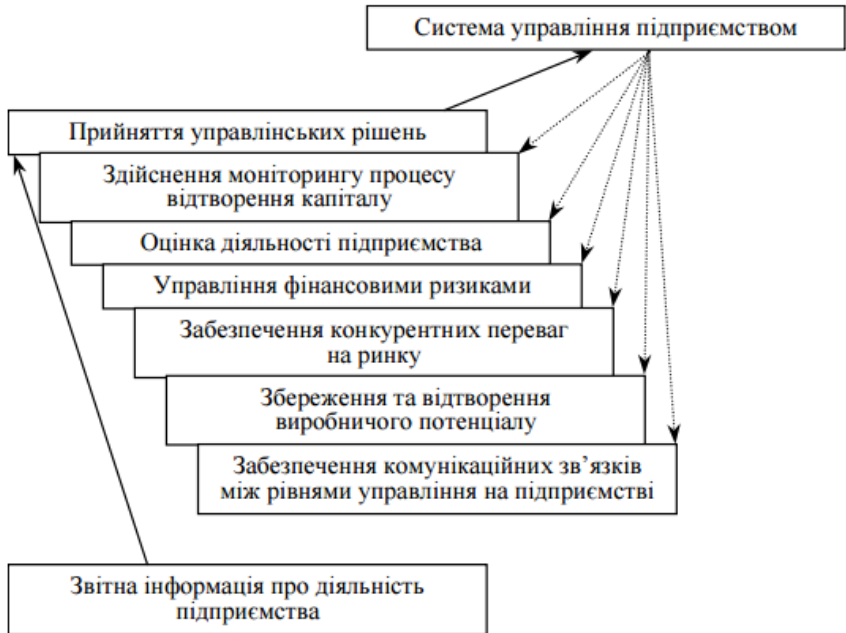 Система управління підприємством
Прийняття управлінських рішень
Здійснення моніторингу процесу
відтворення капіталу
Оцінка діяльності підприємства
Управління фінансовими ризиками
Забезпечення конкурентних переваг
на ринку
Збереження та відтворення
виробничого потенціалу
Забезпечення комунікаційних зв’язків
між рівнями управління на підприємстві
Звітна інформація про діяльність
підприємства